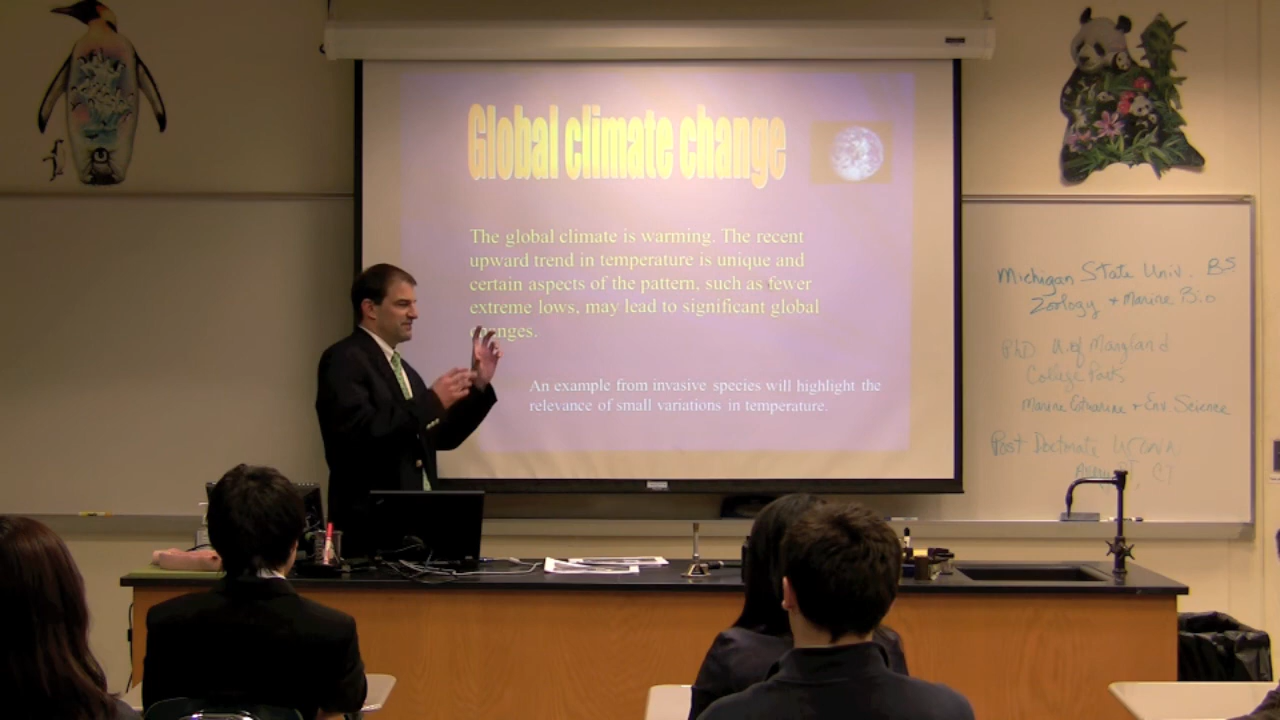 Global climate change
The global climate is warming. The recent
upward trend in temperature is unique and
certain aspects of the pattern, such as fewer
extreme lows, may lead to significant global
changes.
An example from invasive species will highlight the
relevance of small variations in temperature.
Michigan State Univ. BS
Zoology + Marine Bio
PhD U. of Maryland
College Park
Marine Estuarine + Env. Science
Post Doctorate
CT